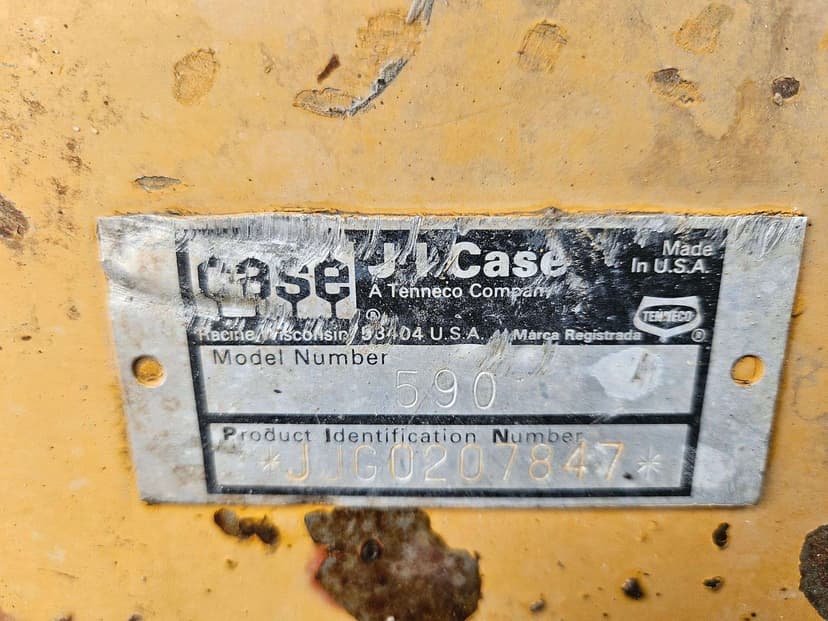 case
J I Case
A Tenneco Company
®
Racine, Wisconsin 53404 U.S.A.
Marca Registrada
Made
In U.S.A.
TENNECO
®
Model Number
590
Product Identification Number
*JJG0207847*